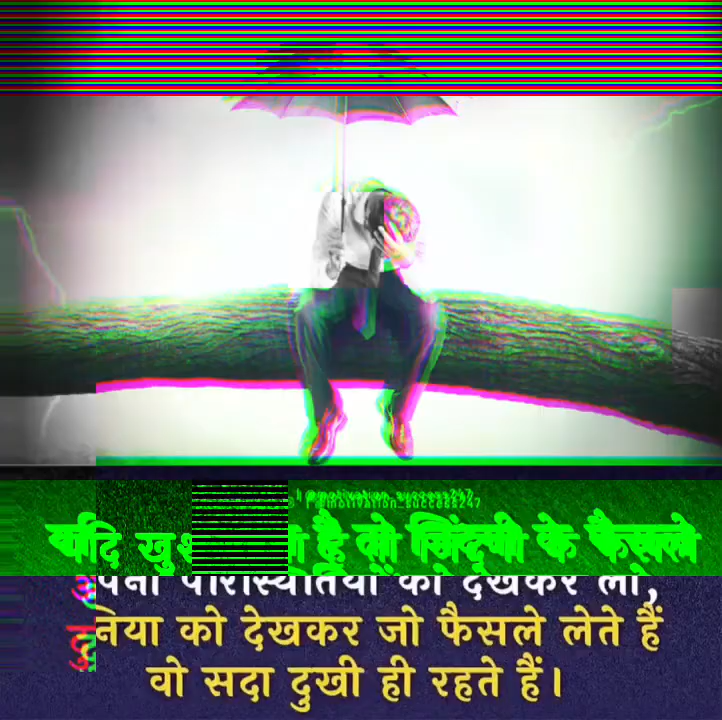 @motivation_success247
यदि है तो जिंदगी के फैसले
परिस्थितियों को देखकर लो,
को देखकर जो फैसले लेते हैं
वो सदा दुखी ही रहते हैं।